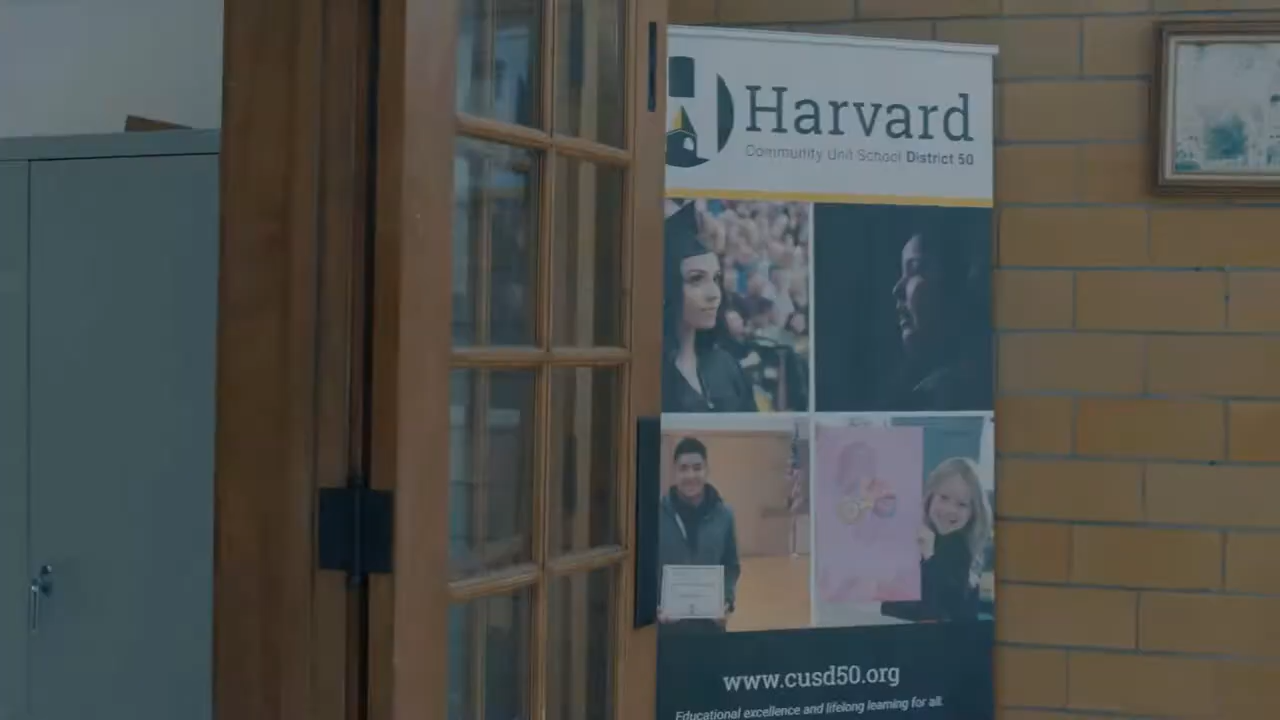 Harvard
Community Unit School District 50
www.cusd50.org
Educational excellence and lifelong learning for all.